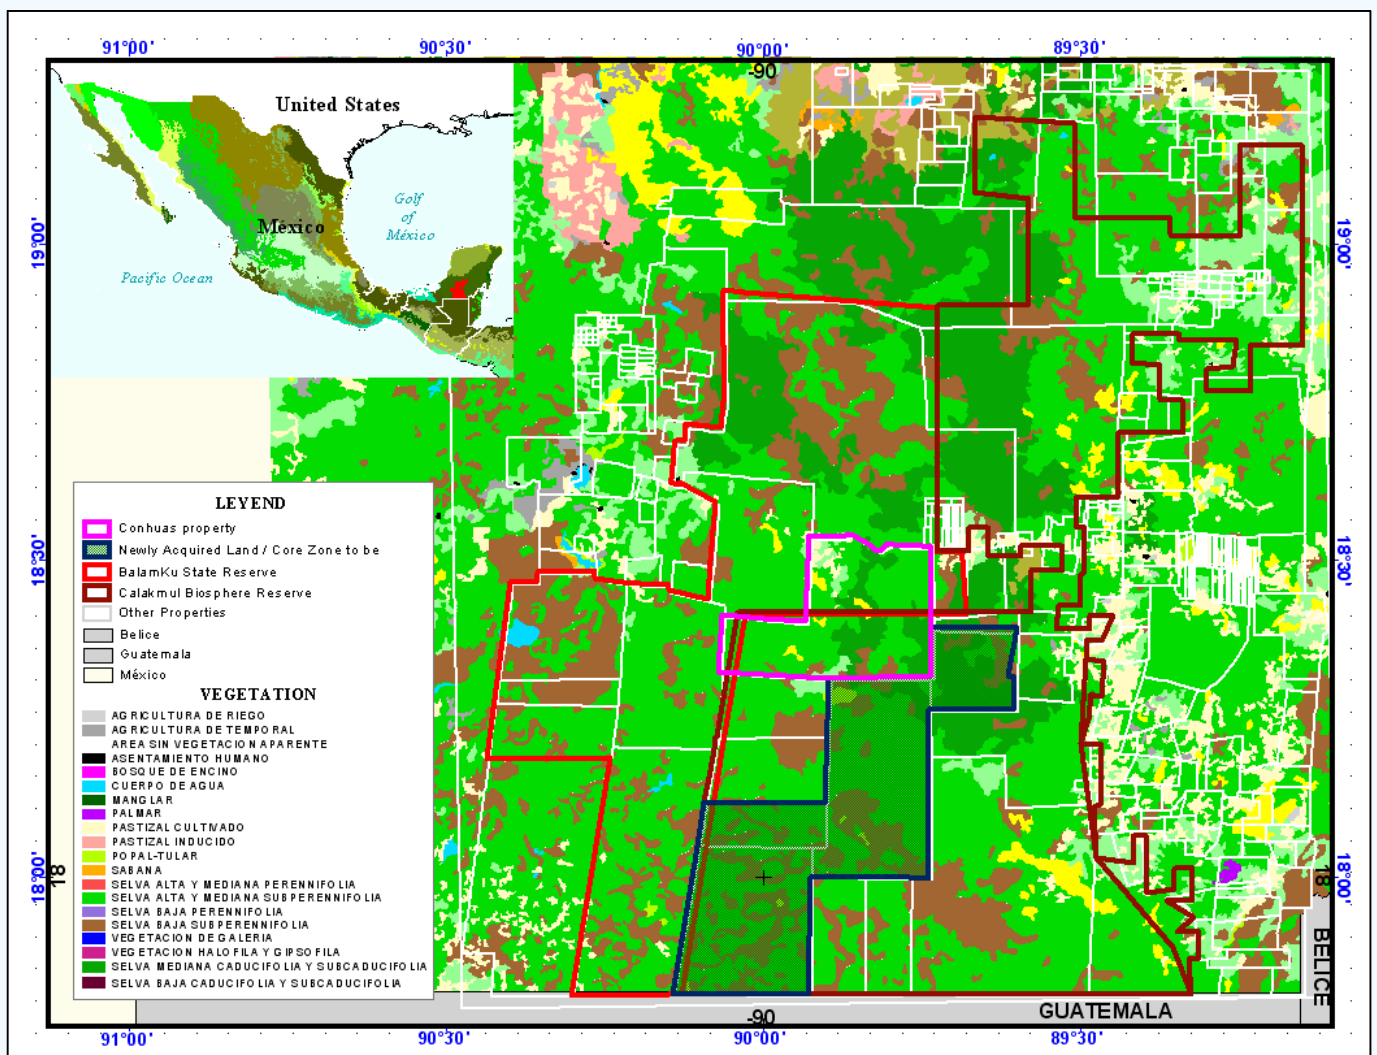 91°00' 90°30' 90°00' 89°30'
-90
United States
Golf
of
México
México
Pacific Ocean
19°00' 19°00'
18°30' 18°30'
18°00' 18°00'
18 18
LEYEND
Conhuas property
Newly Acquired Land / Core Zone to be
BalamKu State Reserve
Calakmul Biosphere Reserve
Other Properties
Belice
Guatemala
México
VEGETATION
AGRICULTURA DE RIEGO
AGRICULTURA DE TEMPORAL
AREA SIN VEGETACION APARENTE
ASENTAMIENTO HUMANO
BOSQUE DE ENCINO
CUERPO DE AGUA
MANGLAR
PALMAR
PASTIZAL CULTIVADO
PASTIZAL INDUCIDO
POPAL-TULAR
SABANA
SELVA ALTA Y MEDIANA PERENNIFOLIA
SELVA ALTA Y MEDIANA SUBPERENNIFOLIA
SELVA BAJA PERENNIFOLIA
SELVA BAJA SUBPERENNIFOLIA
VEGETACION DE GALERIA
VEGETACION HALOFILA Y GIPSOFILA
SELVA MEDIANA CADUCIFOLIA Y SUBCADUCIFOLIA
SELVA BAJA CADUCIFOLIA Y SUBCADUCIFOLIA
BELICE
GUATEMALA
-90
91°00' 90°30' 90°00' 89°30'